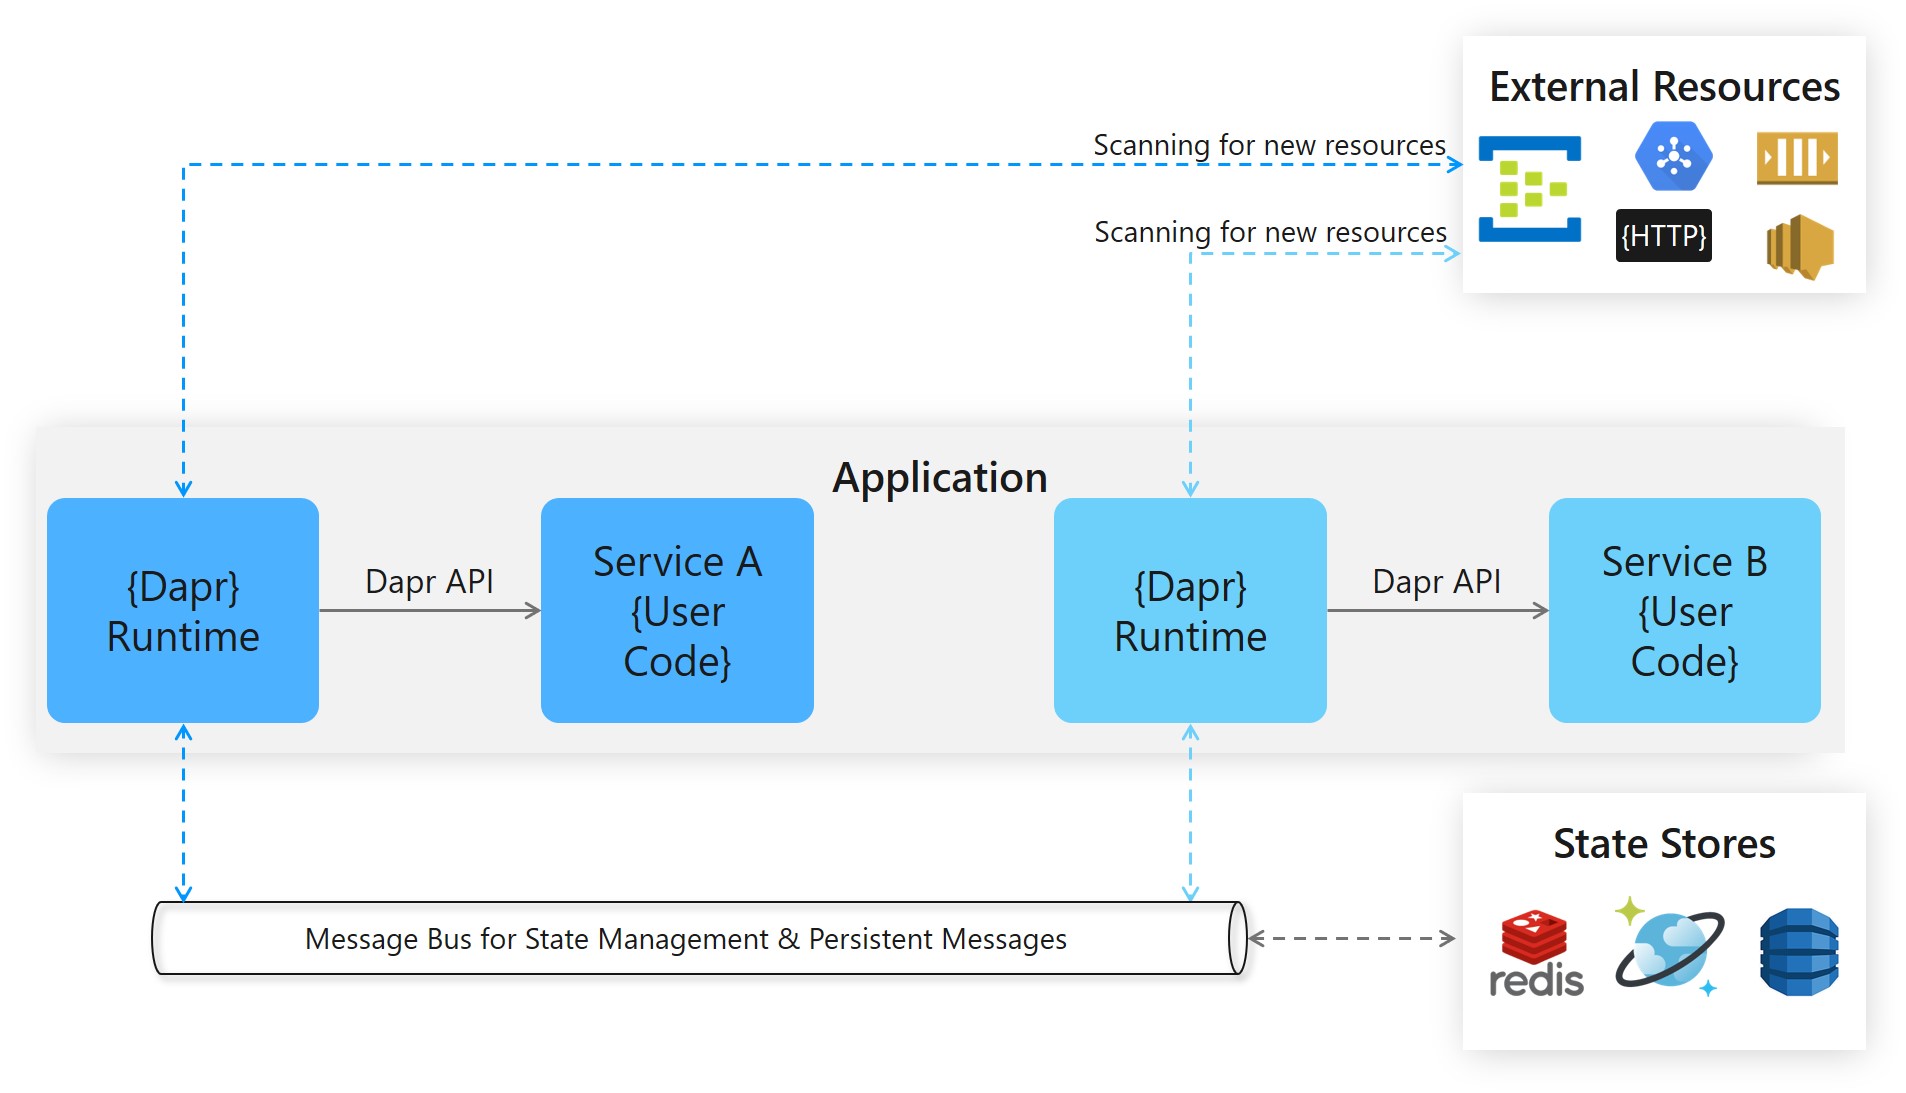 External Resources
Scanning for new resources
{HTTP}
Scanning for new resources
Application
{Dapr}
Runtime
Dapr API
Service A
{User
Code}
{Dapr}
Runtime
Dapr API
Service B
{User
Code}
State Stores
Message Bus for State Management & Persistent Messages
redis